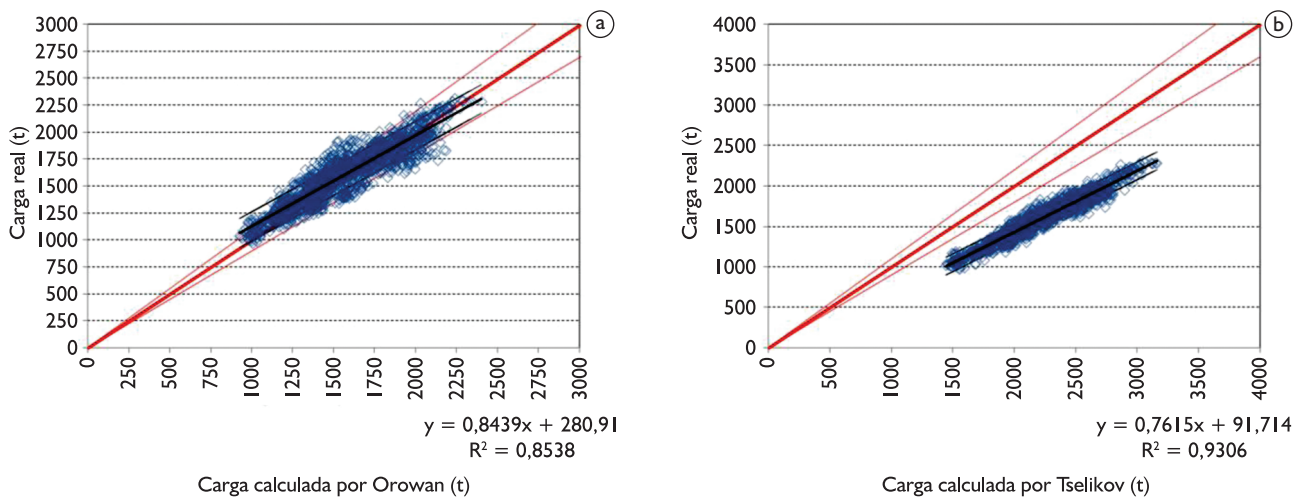 a
3000
2750
2500
2250
2000
1750
1500
1250
1000
750
500
250
0
Carga real (t)
0 250 500 750 1000 1250 1500 1750 2000 2250 2500 2750 3000
y = 0,8439x + 280,91
R² = 0,8538
Carga calculada por Orowan (t)
b
4000
3500
3000
2500
2000
1500
1000
500
0
Carga real (t)
0 500 1000 1500 2000 2500 3000 3500 4000
y = 0,7615x + 91,714
R² = 0,9306
Carga calculada por Tselikov (t)